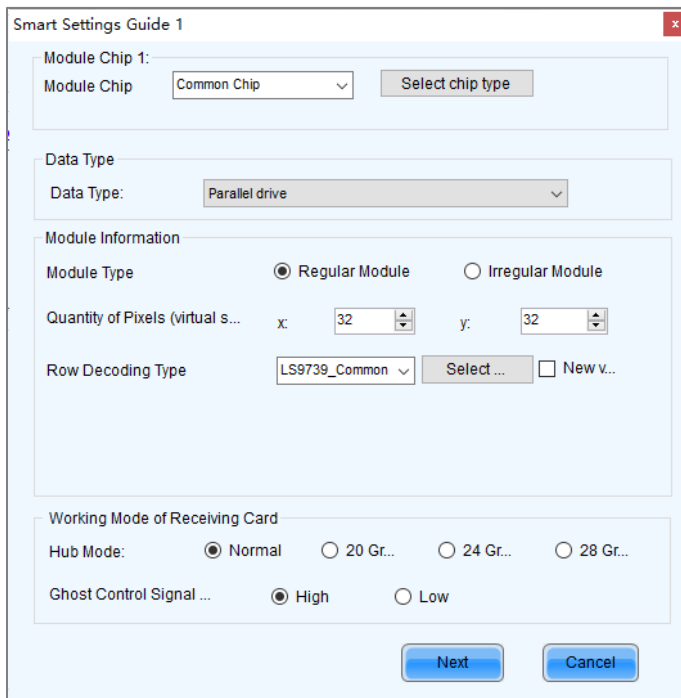 Smart Settings Guide 1
x
Module Chip 1:
Module Chip Common Chip Select chip type
Data Type
Data Type: Parallel drive
Module Information
Module Type Regular Module Irregular Module
Quantity of Pixels (virtual s... x: 32 y: 32
Row Decoding Type LS9739_Common Select ... New v...
Working Mode of Receiving Card
Hub Mode: Normal 20 Gr... 24 Gr... 28 Gr...
Ghost Control Signal ... High Low
Next Cancel